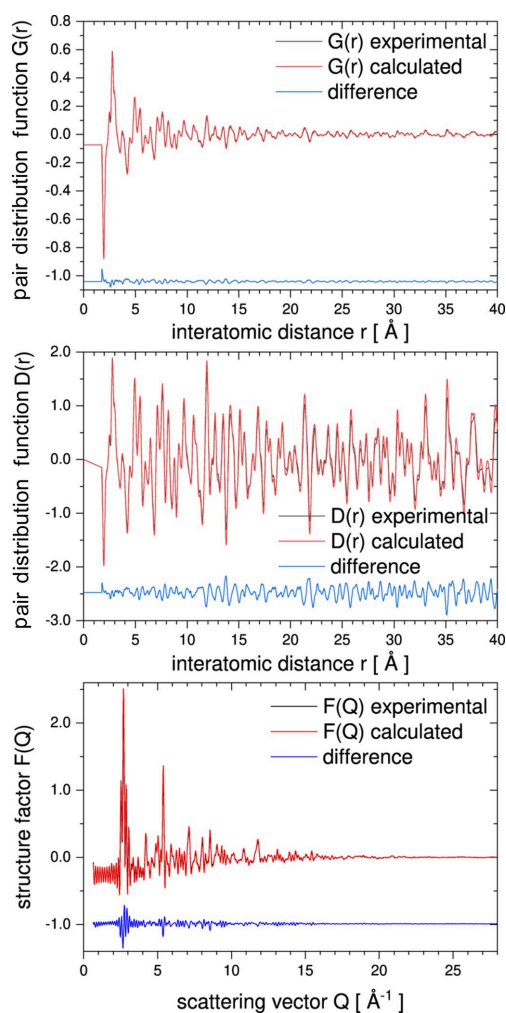 pair distribution function G(r)
0.8
0.6
0.4
0.2
0.0
-0.2
-0.4
-0.6
-0.8
-1.0
G(r) experimental
G(r) calculated
difference
0 5 10 15 20 25 30 35 40
interatomic distance r [ Å ]
pair distribution function D(r)
2.0
1.0
0.0
-1.0
-2.0
-3.0
D(r) experimental
D(r) calculated
difference
0 5 10 15 20 25 30 35 40
interatomic distance r [ Å ]
structure factor F(Q)
2.0
1.0
0.0
-1.0
F(Q) experimental
F(Q) calculated
difference
0 5 10 15 20 25
scattering vector Q [ Å⁻¹ ]